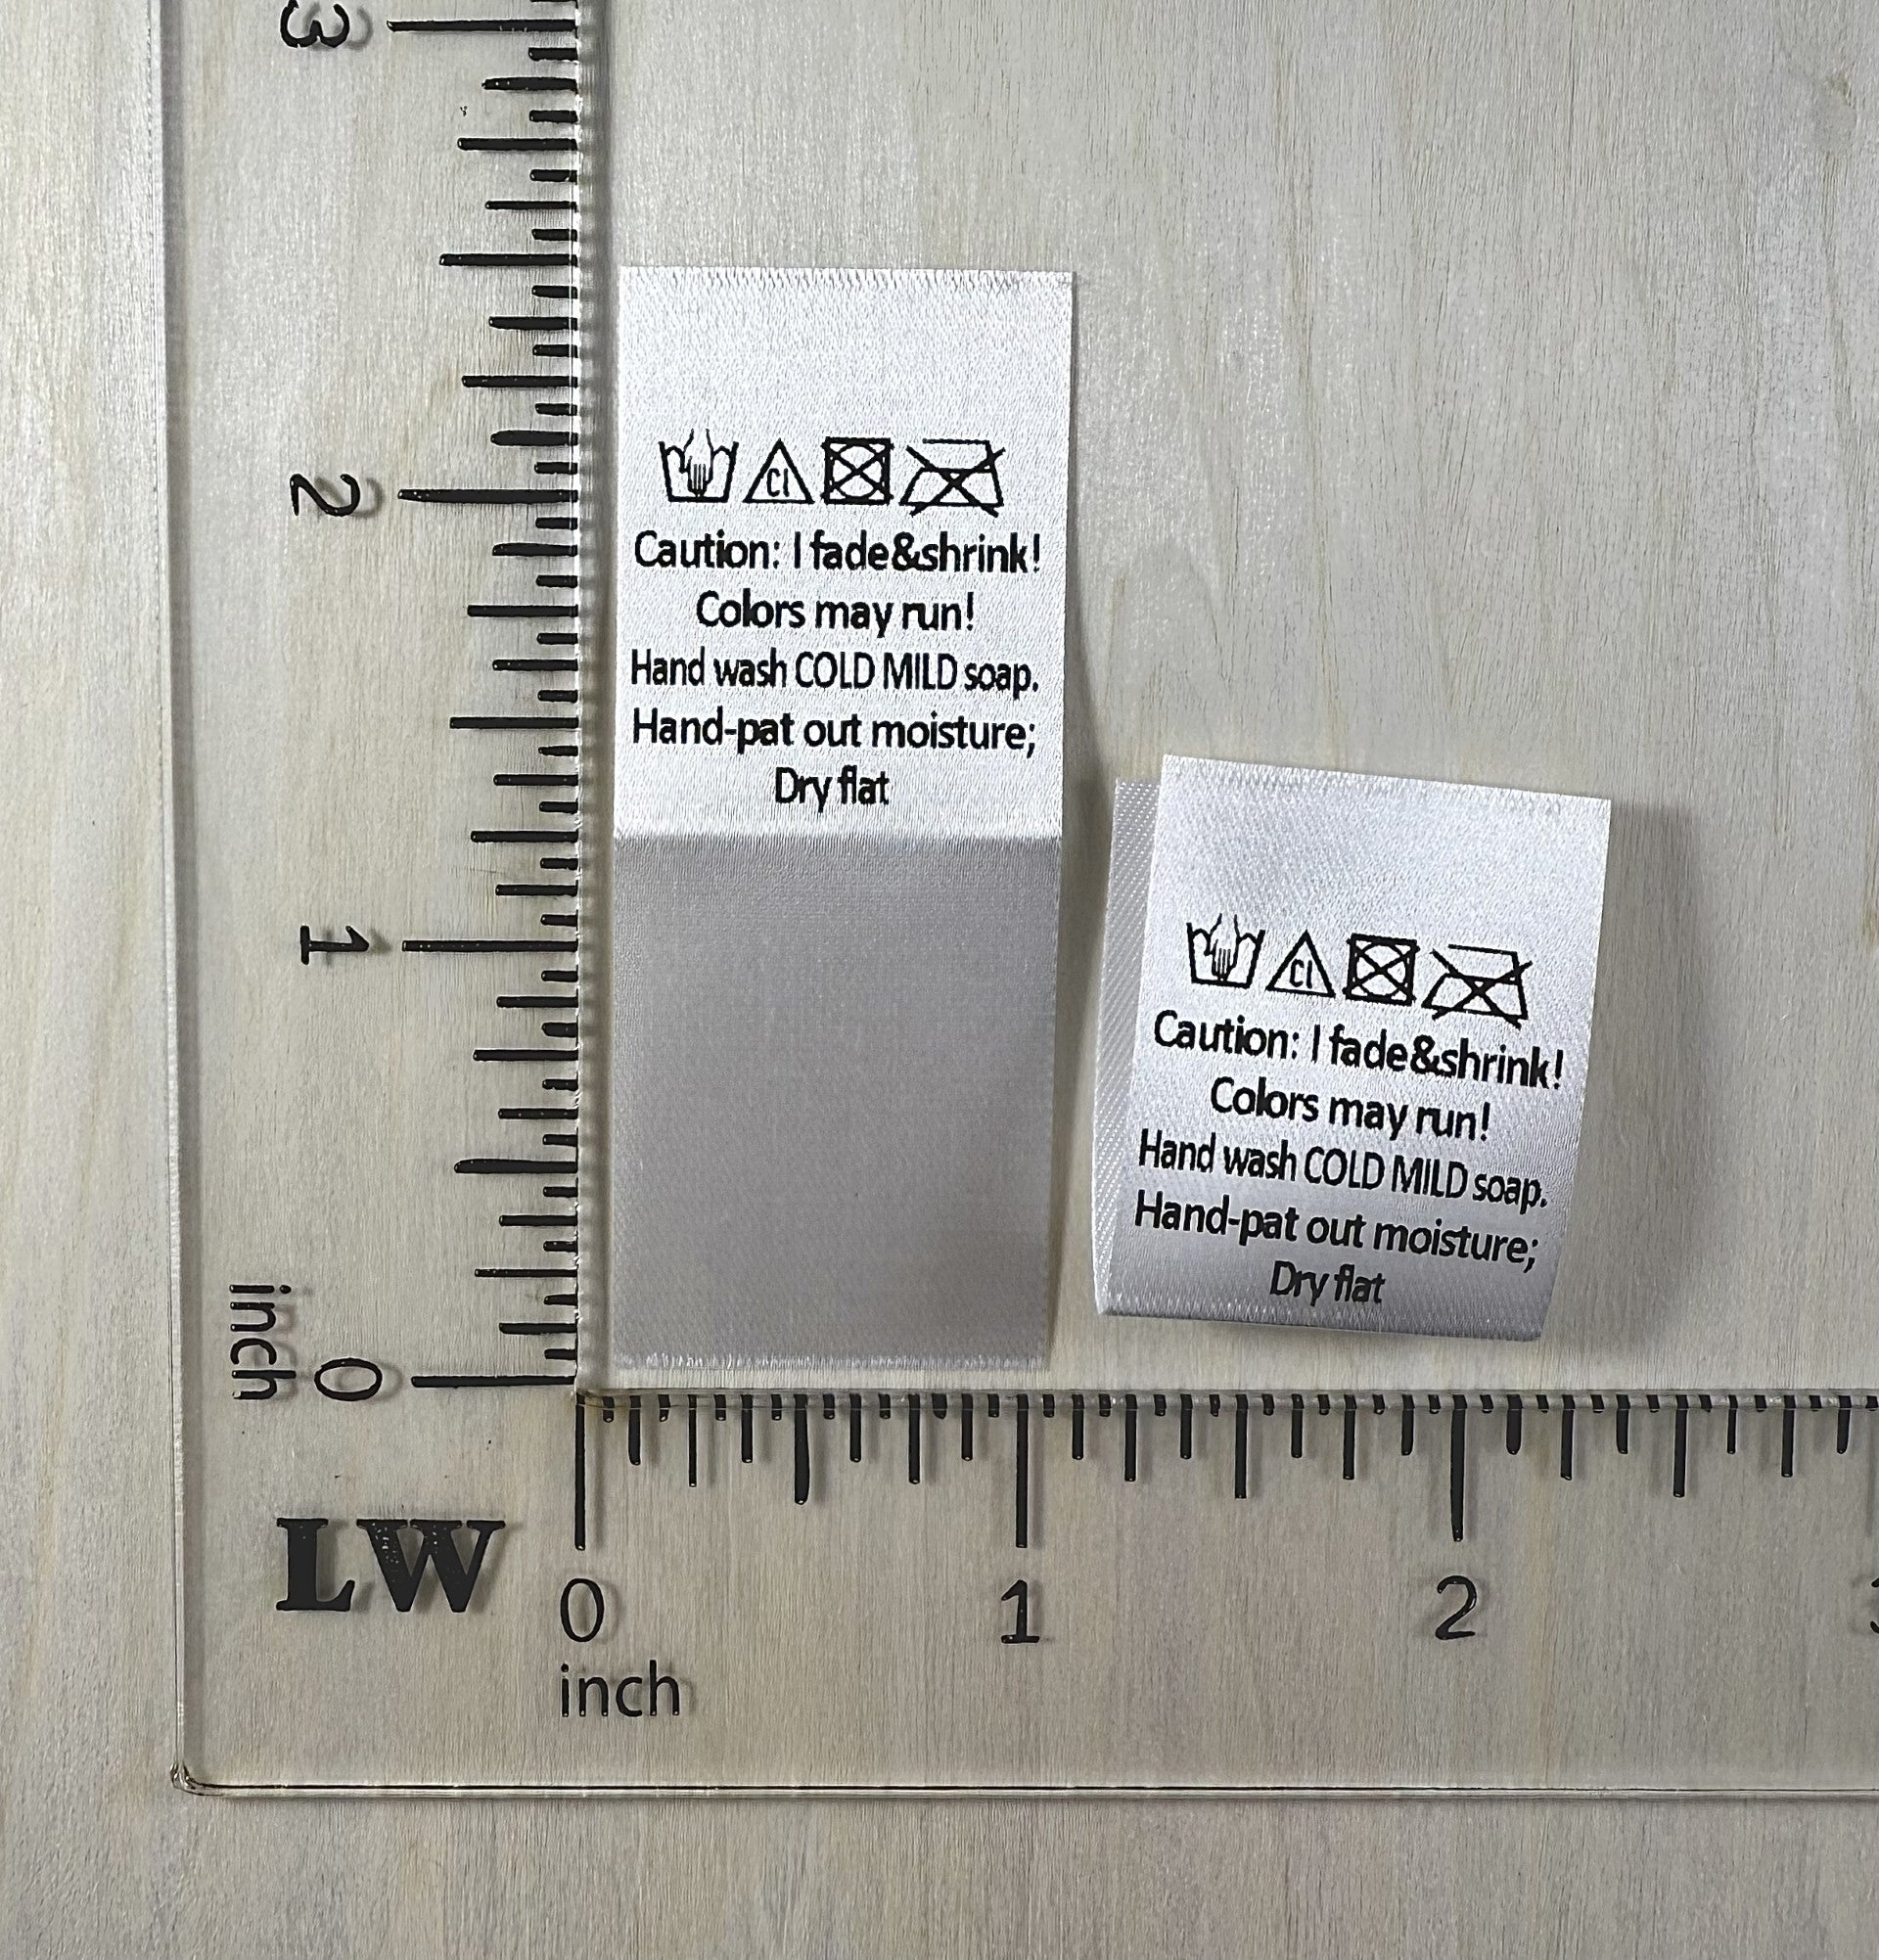 3
2
1
0
inch
Cl
Caution: I fade&shrink!
Colors may run!
Hand wash COLD MILD soap.
Hand-pat out moisture;
Dry flat
Cl
Caution: I fade&shrink!
Colors may run!
Hand wash COLD MILD soap.
Hand-pat out moisture;
Dry flat
LW
0 1 2
inch